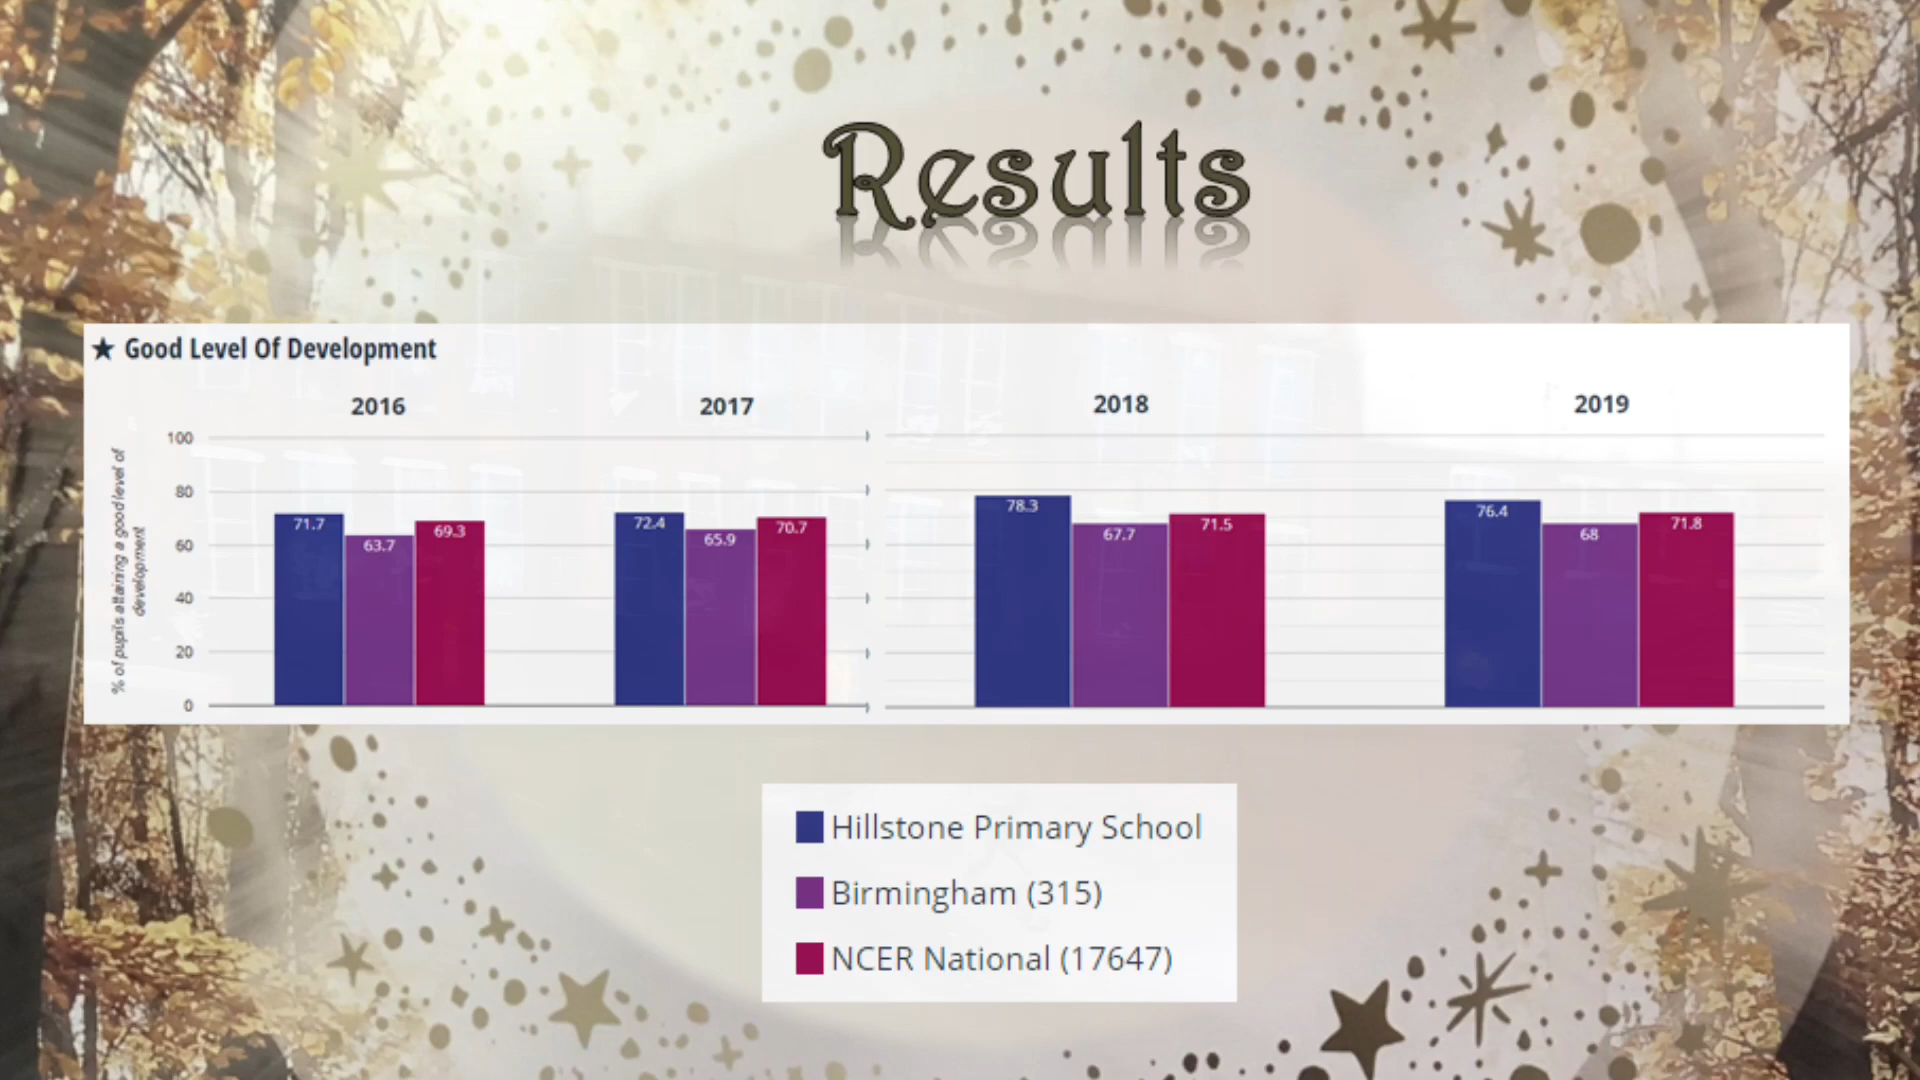 Results
★ Good Level Of Development
2016 2017 2018 2019
% of pupils attaining a good level of
development
100
80
60
40
20
0
71.7 63.7 69.3
72.4 65.9 70.7
78.3 67.7 71.5
76.4 68 71.8
Hillstone Primary School
Birmingham (315)
NCER National (17647)